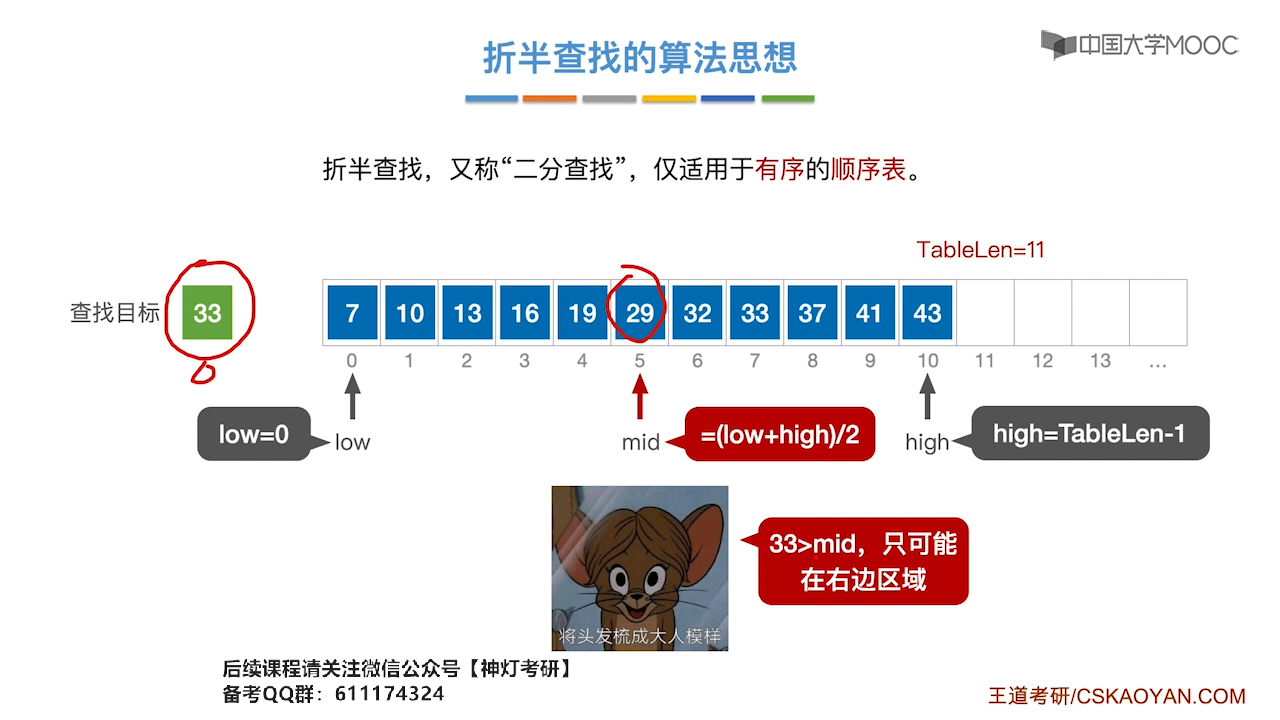 折半查找的算法思想
中国大学MOOC
折半查找，又称“二分查找”，仅适用于有序的顺序表。
TableLen=11
查找目标 33 7 10 13 16 19 29 32 33 37 41 43
0 1 2 3 4 5 6 7 8 9 10 11 12 13 ...
low=0 low mid =(low+high)/2 high high=TableLen-1
33>mid，只可能
在右边区域
将头发梳成大人模样
后续课程请关注微信公众号【神灯考研】
备考QQ群：611174324
王道考研/CSKAOYAN.COM